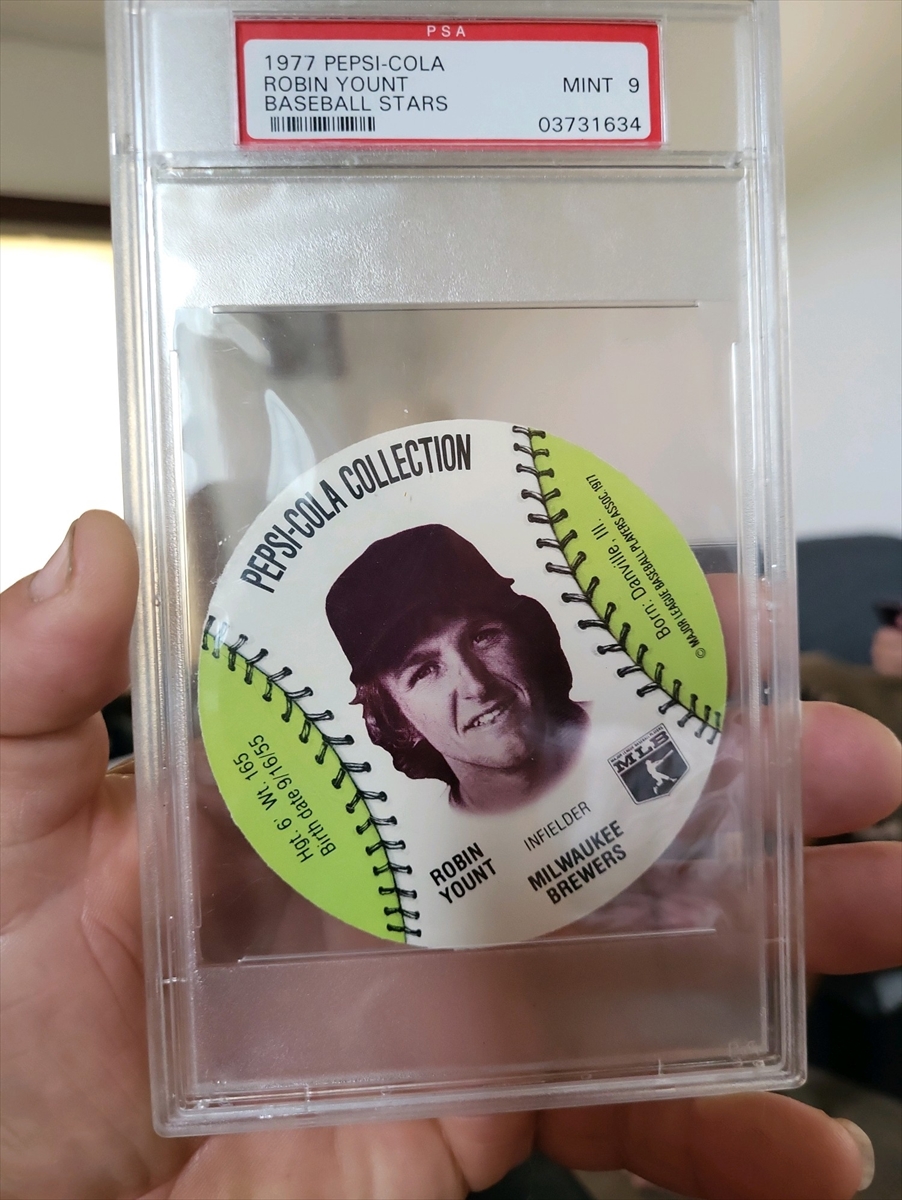 PSA
1977 PEPSI-COLA
ROBIN YOUNT
MINT 9
BASEBALL STARS
03731634
PEPSI-COLA COLLECTION
Born: Danville, Ill.
© MAJOR LEAGUE BASEBALL PLAYERS ASSOC. 1977
Hgt. 6' Wt. 165
Birth date 9/16/55
MLB
ROBIN
YOUNT
INFIELDER
MILWAUKEE
BREWERS